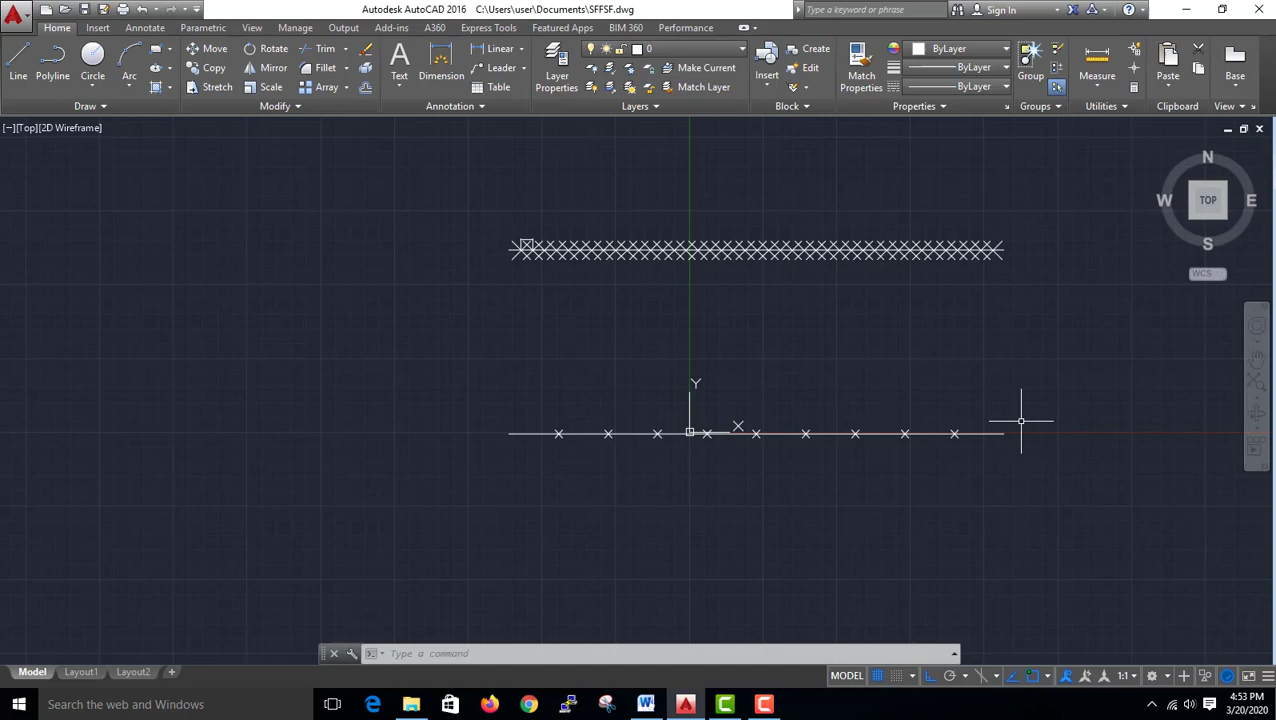 Autodesk AutoCAD 2016 C:\Users\user\Documents\SFFSF.dwg
Type a keyword or phrase
Sign In
Home Insert Annotate Parametric View Manage Output Add-ins A360 Express Tools Featured Apps BIM 360 Performance
Line Polyline Circle Arc
Move Rotate Trim
Copy Mirror Fillet
Stretch Scale Array
Text Dimension
Linear
Leader
Table
Layer Properties
0
Make Current
Match Layer
Insert
Create
Edit
Match Properties
ByLayer
ByLayer
ByLayer
Group
Measure
Paste
Base
Draw Modify Annotation Layers Block Properties Groups Utilities Clipboard View
[−][Top][2D Wireframe]
N
W TOP E
S
WCS
Y
X
Type a command
Model Layout1 Layout2 +
MODEL 1:1
Search the web and Windows
4:53 PM
3/20/2020